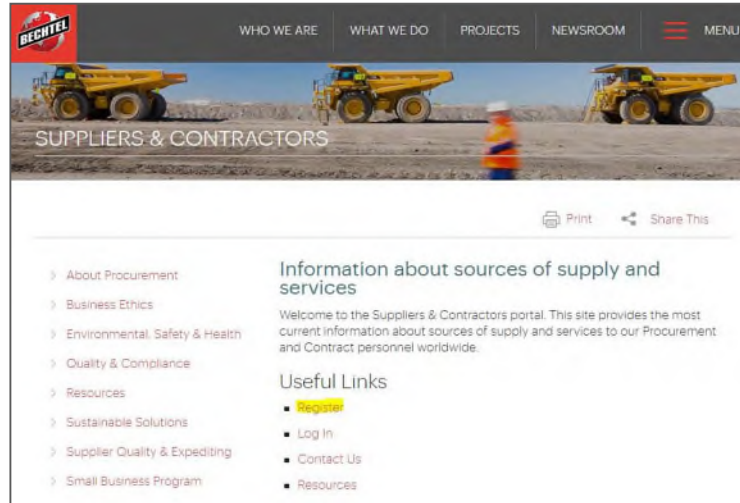 BECHTEL
WHO WE ARE
WHAT WE DO
PROJECTS
NEWSROOM
MENU
SUPPLIERS & CONTRACTORS
Print
Share This
About Procurement
Business Ethics
Environmental, Safety & Health
Quality & Compliance
Resources
Sustainable Solutions
Supplier Quality & Expediting
Small Business Program
Information about sources of supply and
services
Welcome to the Suppliers & Contractors portal. This site provides the most
current information about sources of supply and services to our Procurement
and Contract personnel worldwide.
Useful Links
Register
Log In
Contact Us
Resources